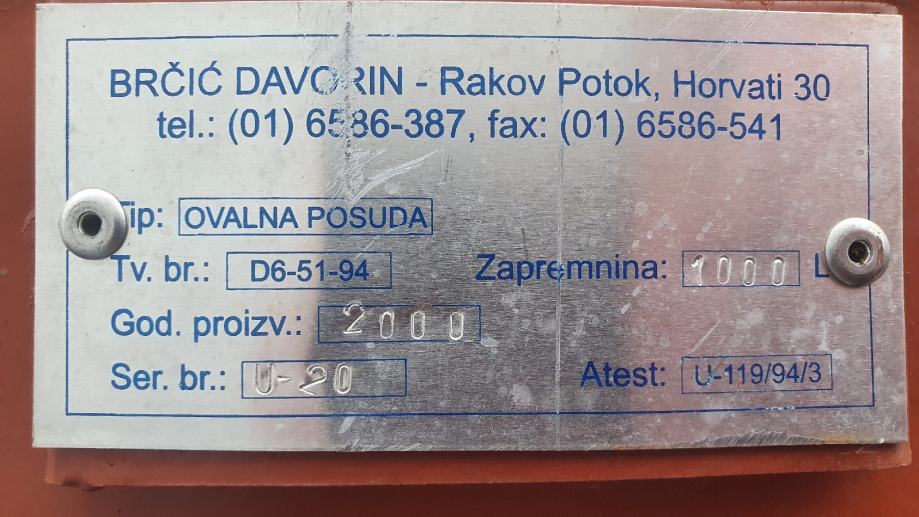 BRČIĆ DAVORIN - Rakov Potok, Horvati 30
tel.: (01) 6586-387, fax: (01) 6586-541
Tip: OVALNA POSUDA
Tv. br.: D6-51-94 Zapremnina: 1000 L
God. proizv.: 2000
Ser. br.: U-20 Atest: U-119/94/3